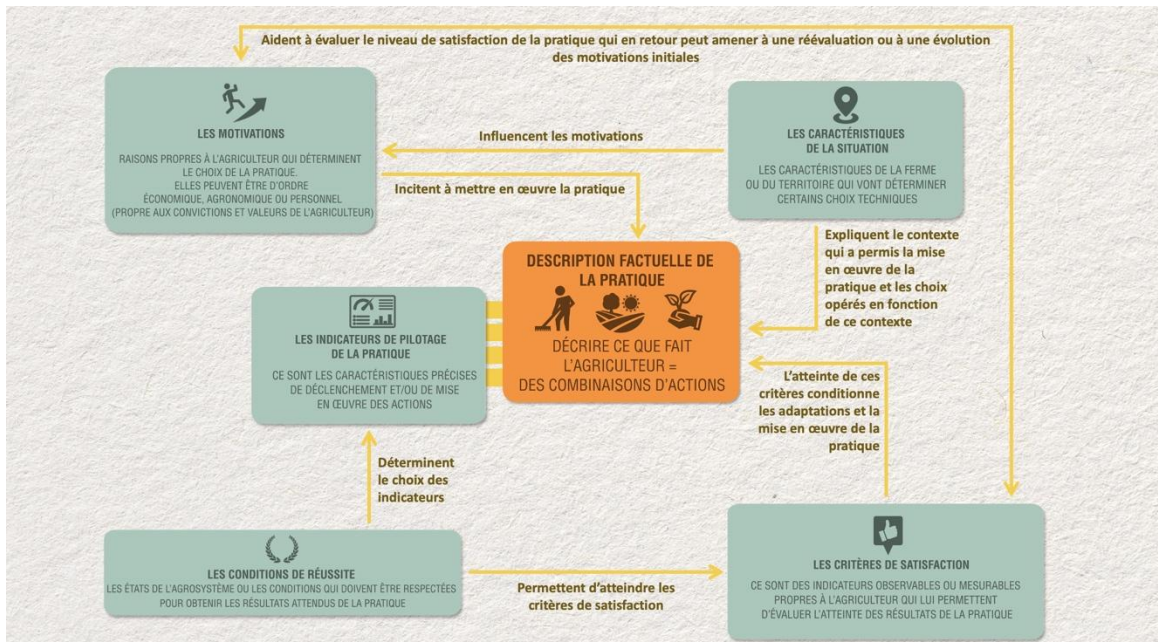 Aident à évaluer le niveau de satisfaction de la pratique qui en retour peut amener à une réévaluation ou à une évolution
des motivations initiales
LES MOTIVATIONS
RAISONS PROPRES À L'AGRICULTEUR QUI DÉTERMINENT
LE CHOIX DE LA PRATIQUE.
ELLES PEUVENT ÊTRE D'ORDRE
ÉCONOMIQUE, AGRONOMIQUE OU PERSONNEL
(PROPRE AUX CONVICTIONS ET VALEURS DE L'AGRICULTEUR)
Influencent les motivations
Incitent à mettre en œuvre la pratique
LES CARACTÉRISTIQUES
DE LA SITUATION
LES CARACTÉRISTIQUES DE LA FERME
OU DU TERRITOIRE QUI VONT DÉTERMINER
CERTAINS CHOIX TECHNIQUES
Expliquent le contexte
qui a permis la mise
en œuvre de la
pratique et les choix
opérés en fonction
de ce contexte
DESCRIPTION FACTUELLE DE
LA PRATIQUE
DÉCRIRE CE QUE FAIT
L'AGRICULTEUR =
DES COMBINAISONS D'ACTIONS
LES INDICATEURS DE PILOTAGE
DE LA PRATIQUE
CE SONT LES CARACTÉRISTIQUES PRÉCISES
DE DÉCLENCHEMENT ET/OU DE MISE
EN ŒUVRE DES ACTIONS
L'atteinte de ces
critères conditionne
les adaptations et la
mise en œuvre de la
pratique
Déterminent
le choix des
indicateurs
LES CONDITIONS DE RÉUSSITE
LES ÉTATS DE L'AGROSYSTÈME OU LES CONDITIONS QUI DOIVENT ÊTRE RESPECTÉES
POUR OBTENIR LES RÉSULTATS ATTENDUS DE LA PRATIQUE
Permettent d'atteindre les
critères de satisfaction
LES CRITÈRES DE SATISFACTION
CE SONT DES INDICATEURS OBSERVABLES OU MESURABLES
PROPRES À L'AGRICULTEUR QUI LUI PERMETTENT
D'ÉVALUER L'ATTEINTE DES RÉSULTATS DE LA PRATIQUE